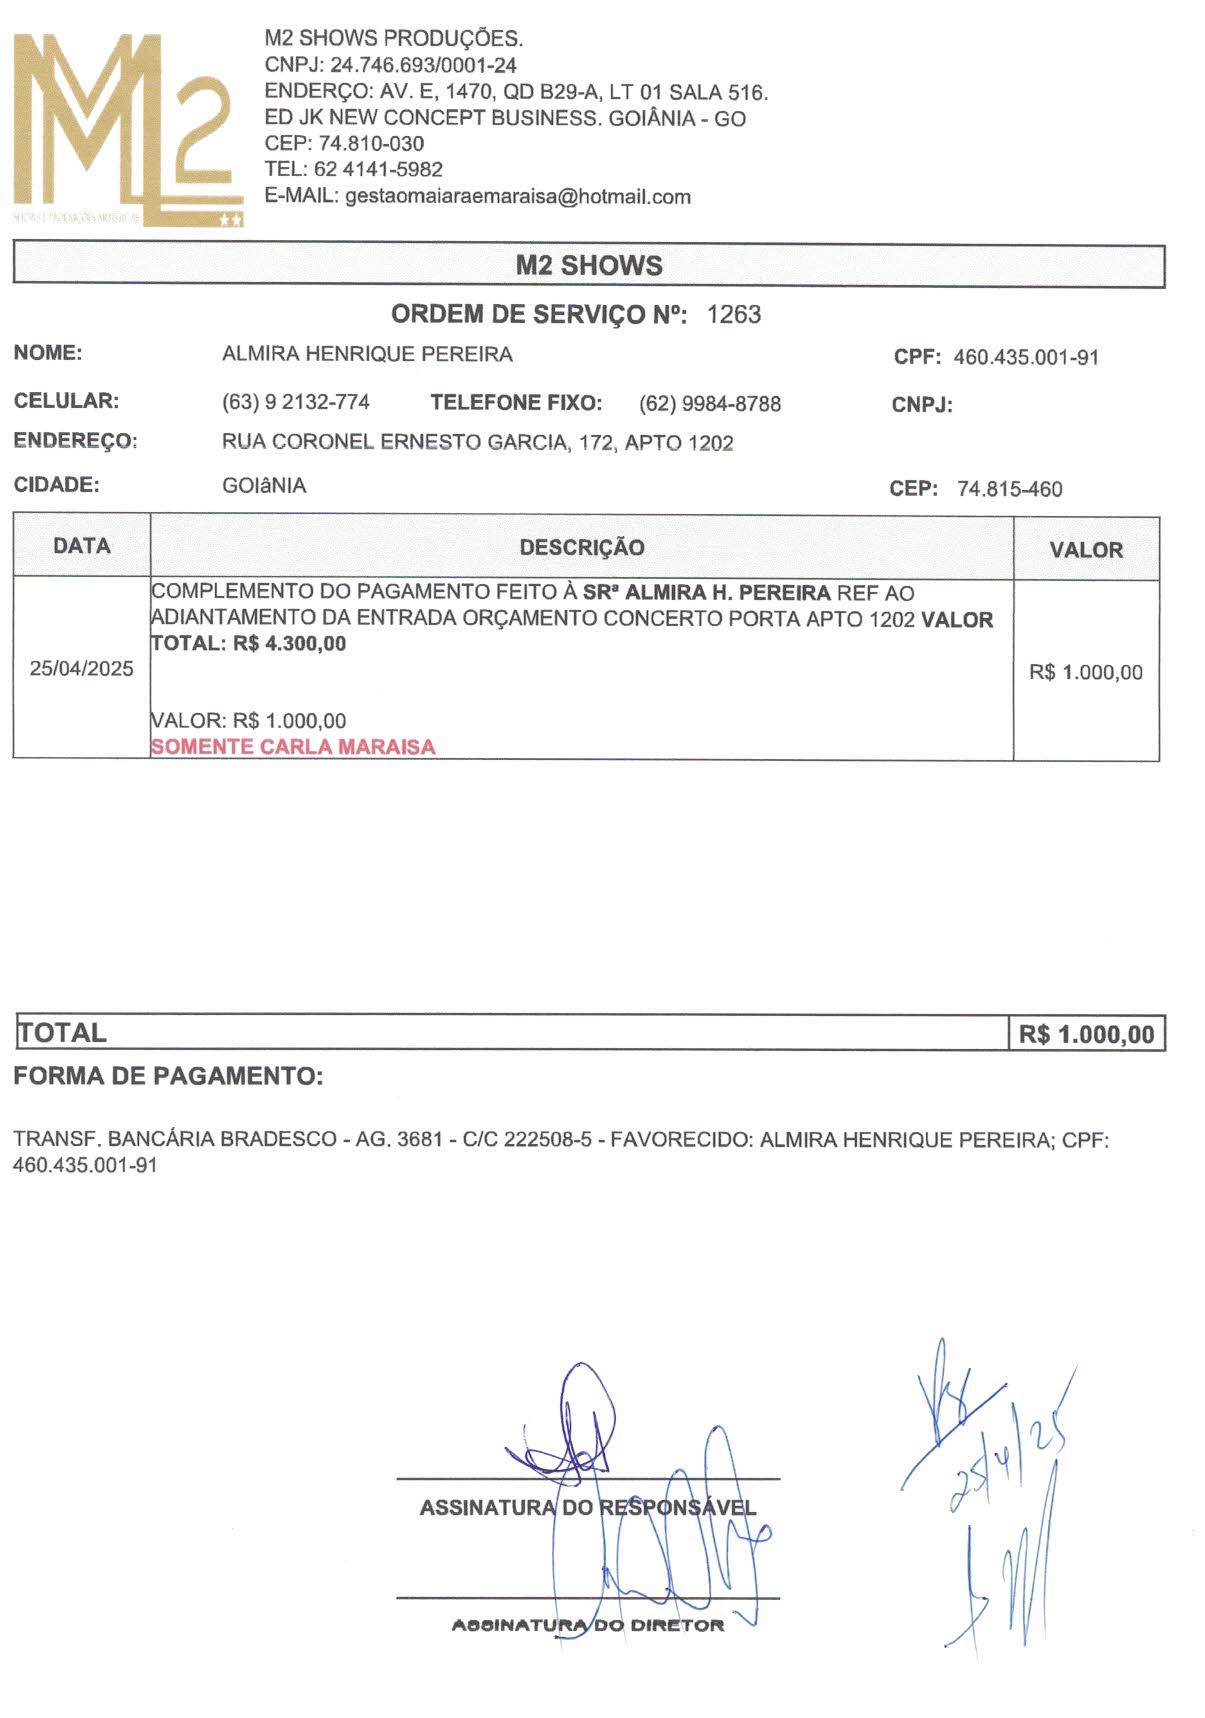 M2
SHOWS E PRODUÇÕES ARTÍSTICAS
M2 SHOWS PRODUÇÕES.
CNPJ: 24.746.693/0001-24
ENDERÇO: AV. E, 1470, QD B29-A, LT 01 SALA 516.
ED JK NEW CONCEPT BUSINESS. GOIÂNIA - GO
CEP: 74.810-030
TEL: 62 4141-5982
E-MAIL: gestaomaiaraemaraisa@hotmail.com
M2 SHOWS
ORDEM DE SERVIÇO Nº: 1263
NOME: ALMIRA HENRIQUE PEREIRA CPF: 460.435.001-91
CELULAR: (63) 9 2132-774 TELEFONE FIXO: (62) 9984-8788 CNPJ:
ENDEREÇO: RUA CORONEL ERNESTO GARCIA, 172, APTO 1202
CIDADE: GOIâNIA CEP: 74.815-460
DATA DESCRIÇÃO VALOR
COMPLEMENTO DO PAGAMENTO FEITO À SRª ALMIRA H. PEREIRA REF AO
ADIANTAMENTO DA ENTRADA ORÇAMENTO CONCERTO PORTA APTO 1202 VALOR
TOTAL: R$ 4.300,00
25/04/2025 R$ 1.000,00
VALOR: R$ 1.000,00
SOMENTE CARLA MARAISA
TOTAL R$ 1.000,00
FORMA DE PAGAMENTO:
TRANSF. BANCÁRIA BRADESCO - AG. 3681 - C/C 222508-5 - FAVORECIDO: ALMIRA HENRIQUE PEREIRA; CPF:
460.435.001-91
25/4/25
ASSINATURA DO RESPONSÁVEL
ASSINATURA DO DIRETOR